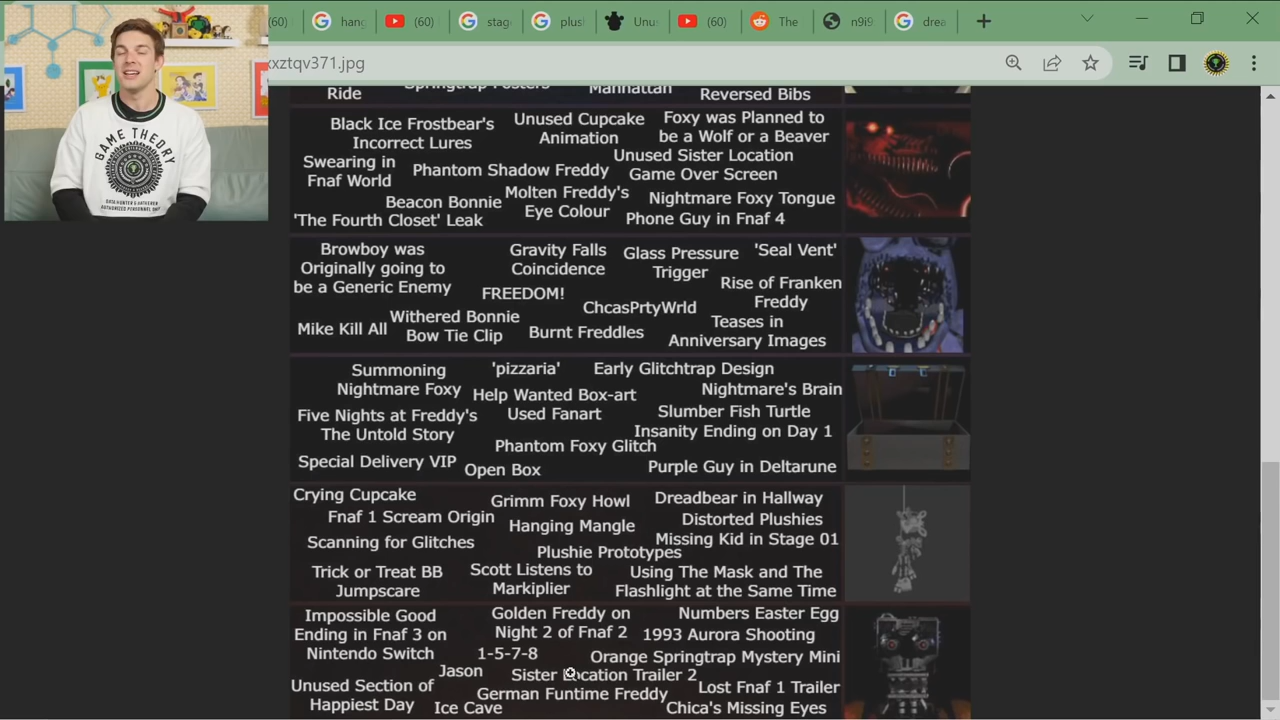 (60)
hang
(60)
stag
plus
Unus
(60)
The
n9i9
drea
xxztqv371.jpg
GAME THEORY
Ride
Manhattan
Reversed Bibs
Black Ice Frostbear's
Incorrect Lures
Unused Cupcake
Animation
Foxy was Planned to
be a Wolf or a Beaver
Swearing in
Fnaf World
Phantom Shadow Freddy
Unused Sister Location
Game Over Screen
Beacon Bonnie
Molten Freddy's
Eye Colour
Nightmare Foxy Tongue
'The Fourth Closet' Leak
Phone Guy in Fnaf 4
Browboy was
Originally going to
be a Generic Enemy
Gravity Falls
Coincidence
Glass Pressure
Trigger
'Seal Vent'
FREEDOM!
Rise of Franken
Freddy
ChcasPrtyWrld
Mike Kill All
Withered Bonnie
Bow Tie Clip
Burnt Freddles
Teases in
Anniversary Images
Summoning
Nightmare Foxy
'pizzaria'
Early Glitchtrap Design
Help Wanted Box-art
Used Fanart
Nightmare's Brain
Five Nights at Freddy's
The Untold Story
Slumber Fish Turtle
Insanity Ending on Day 1
Phantom Foxy Glitch
Special Delivery VIP
Open Box
Purple Guy in Deltarune
Crying Cupcake
Grimm Foxy Howl
Dreadbear in Hallway
Fnaf 1 Scream Origin
Hanging Mangle
Distorted Plushies
Scanning for Glitches
Plushie Prototypes
Missing Kid in Stage 01
Trick or Treat BB
Jumpscare
Scott Listens to
Markiplier
Using The Mask and The
Flashlight at the Same Time
Impossible Good
Ending in Fnaf 3 on
Nintendo Switch
Golden Freddy on
Night 2 of Fnaf 2
Numbers Easter Egg
1993 Aurora Shooting
1-5-7-8
Orange Springtrap Mystery Mini
Jason
Sister Location Trailer 2
Unused Section of
Happiest Day
German Funtime Freddy
Lost Fnaf 1 Trailer
Ice Cave
Chica's Missing Eyes